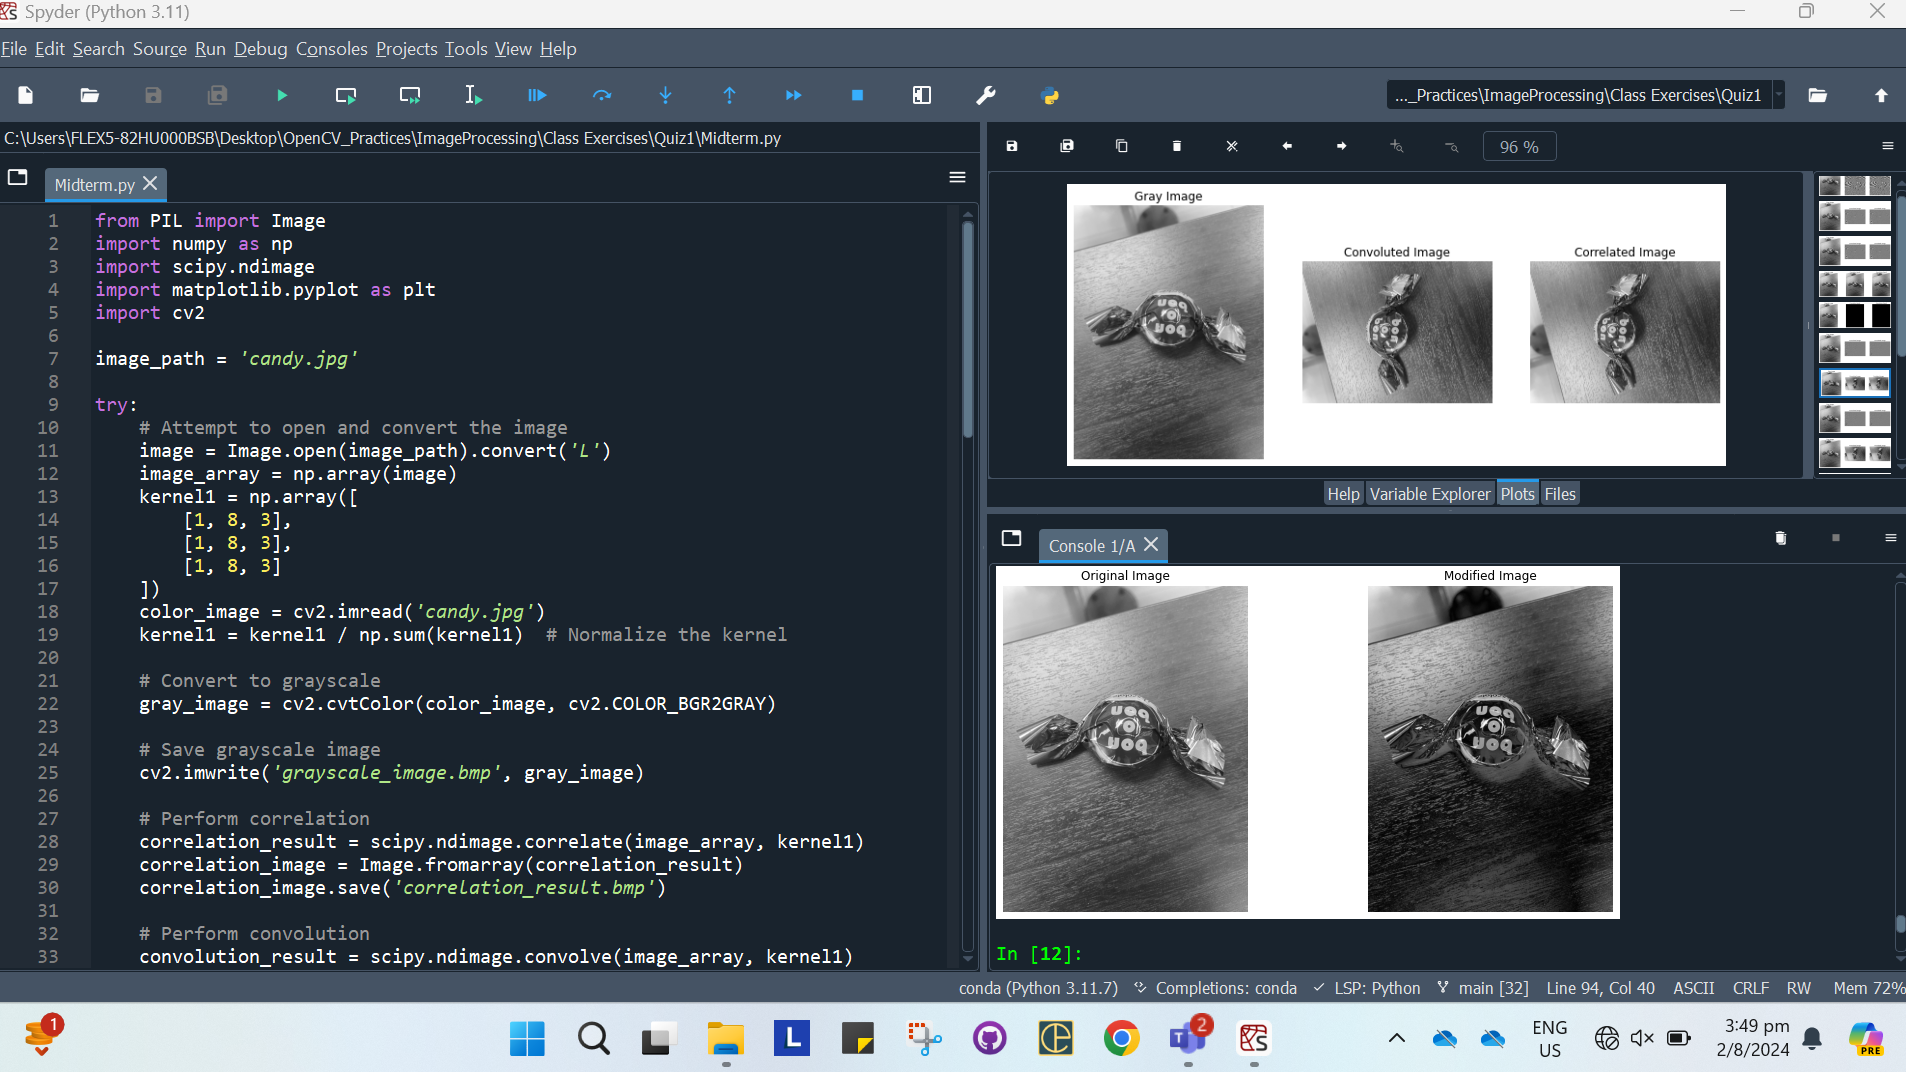 Spyder (Python 3.11)
File Edit Search Source Run Debug Consoles Projects Tools View Help
..._Practices\ImageProcessing\Class Exercises\Quiz1
C:\Users\FLEX5-82HU000BSB\Desktop\OpenCV_Practices\ImageProcessing\Class Exercises\Quiz1\Midterm.py
96 %
Midterm.py
1 from PIL import Image
2 import numpy as np
3 import scipy.ndimage
4 import matplotlib.pyplot as plt
5 import cv2
6
7 image_path = 'candy.jpg'
8
9 try:
10 # Attempt to open and convert the image
11 image = Image.open(image_path).convert('L')
12 image_array = np.array(image)
13 kernel1 = np.array([
14 [1, 8, 3],
15 [1, 8, 3],
16 [1, 8, 3]
17 ])
18 color_image = cv2.imread('candy.jpg')
19 kernel1 = kernel1 / np.sum(kernel1)  # Normalize the kernel
20
21 # Convert to grayscale
22 gray_image = cv2.cvtColor(color_image, cv2.COLOR_BGR2GRAY)
23
24 # Save grayscale image
25 cv2.imwrite('grayscale_image.bmp', gray_image)
26
27 # Perform correlation
28 correlation_result = scipy.ndimage.correlate(image_array, kernel1)
29 correlation_image = Image.fromarray(correlation_result)
30 correlation_image.save('correlation_result.bmp')
31
32 # Perform convolution
33 convolution_result = scipy.ndimage.convolve(image_array, kernel1)
Gray Image
Convoluted Image
Correlated Image
bon
o
bon
Help Variable Explorer Plots Files
Console 1/A
Original Image
Modified Image
bon
o
bon
bon
o
bon
In [12]:
conda (Python 3.11.7) Completions: conda LSP: Python main [32] Line 94, Col 40 ASCII CRLF RW Mem 72%
1
L
2
PRE
ENG
US
3:49 pm
2/8/2024